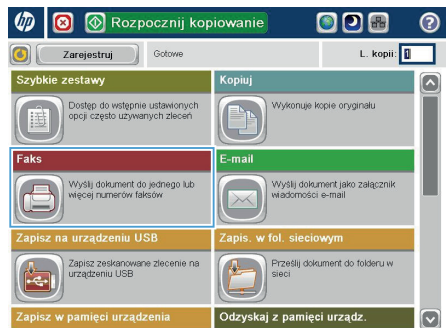 hp
Rozpocznij kopiowanie
?
Zarejestruj
Gotowe
L. kopii: 1
Szybkie zestawy
Dostęp do wstępnie ustawionych
opcji często używanych zleceń
Kopiuj
Wykonuje kopie oryginału
Faks
Wyślij dokument do jednego lub
więcej numerów faksów
E-mail
Wyślij dokument jako załącznik
wiadomości e-mail
Zapisz na urządzeniu USB
Zapisz zeskanowane zlecenie na
urządzeniu USB
Zapis. w fol. sieciowym
Prześlij dokument do folderu w
sieci
Zapisz w pamięci urządzenia
Odzyskaj z pamięci urządz.